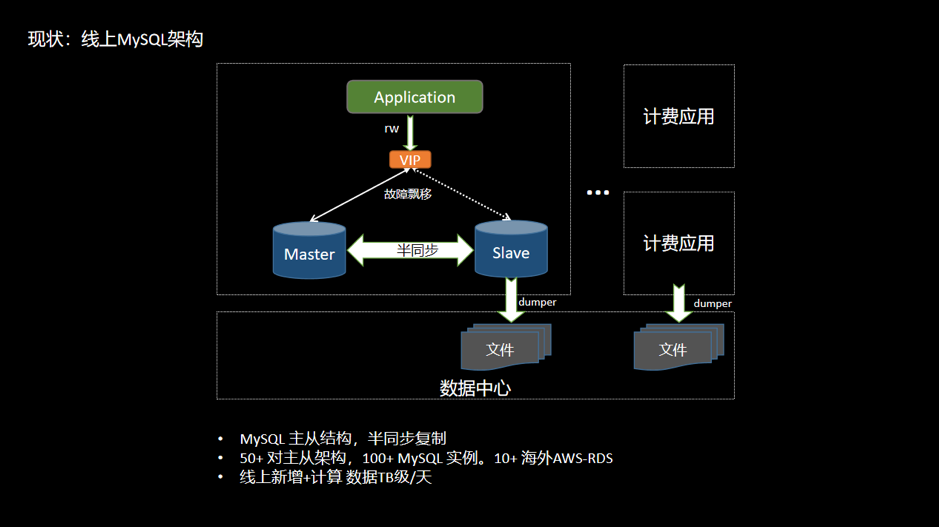 现状：线上MySQL架构
Application
rw
VIP
故障飘移
Master
半同步
Slave
dumper
...
计费应用
计费应用
dumper
文件
文件
数据中心
• MySQL 主从结构，半同步复制
• 50+ 对主从架构，100+ MySQL 实例。10+ 海外AWS-RDS
• 线上新增+计算 数据TB级/天